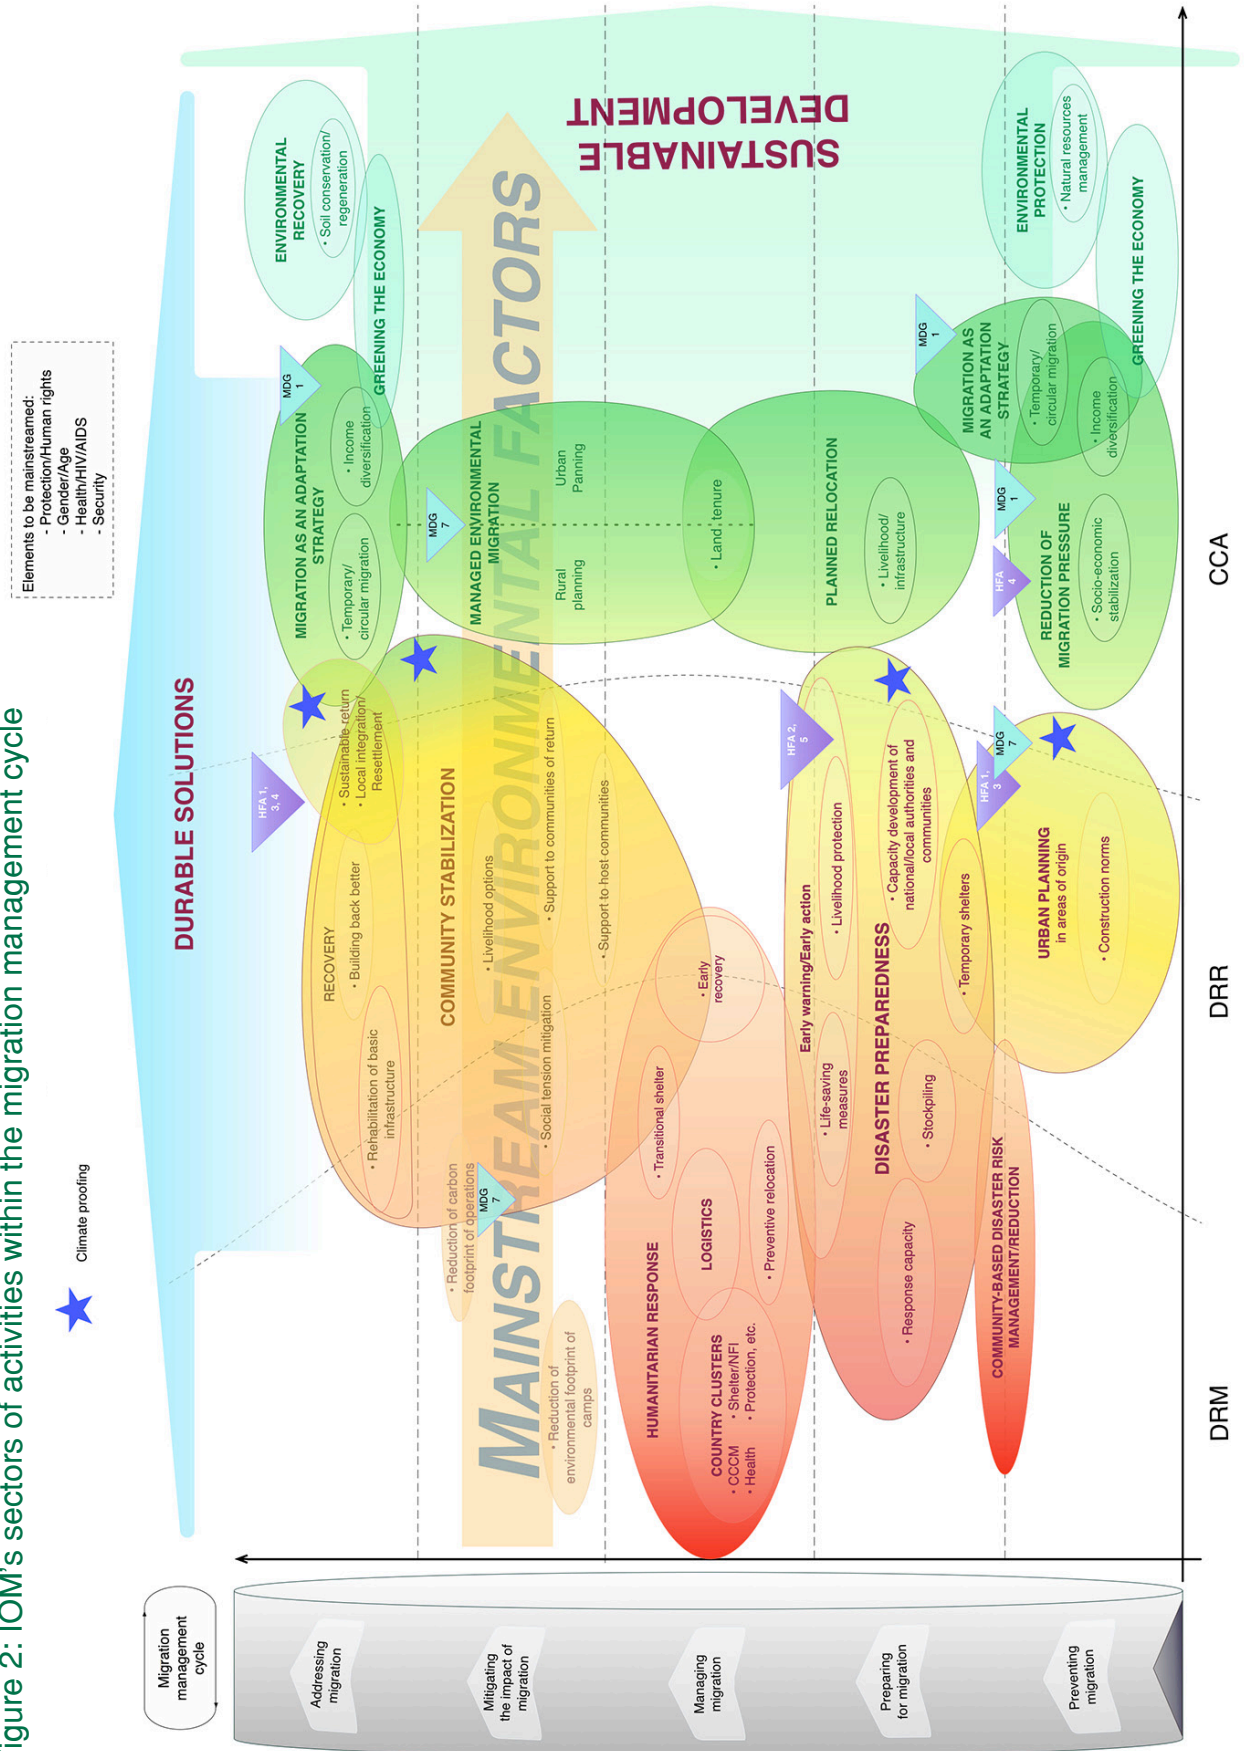 igure 2: IOM's sectors of activities within the migration management cycle
Climate proofing
Elements to be mainstreamed:
- Protection/Human rights
- Gender/Age
- Health/HIV/AIDS
- Security
DURABLE SOLUTIONS
SUSTAINABLE
DEVELOPMENT
MAINSTREAM ENVIRONMENTAL FACTORS
Migration
management
cycle
Addressing
migration
Mitigating
the impact of
migration
Managing
migration
Preparing
for migration
Preventing
migration
HFA 1,
3, 4
RECOVERY
• Building back better
• Rehabilitation of basic
infrastructure
• Sustainable return
• Local integration/
Resettlement
MIGRATION AS AN ADAPTATION
STRATEGY
• Temporary/
circular migration
• Income
diversification
MDG
1
ENVIRONMENTAL
RECOVERY
• Soil conservation/
regeneration
GREENING THE ECONOMY
COMMUNITY STABILIZATION
• Livelihood options
• Social tension mitigation
• Support to communities of return
• Support to host communities
• Reduction of carbon
footprint of operations
MDG
7
• Reduction of
environmental footprint of
camps
MANAGED ENVIRONMENTAL
MIGRATION
MDG
7
Rural
planning
Urban
Panning
• Land tenure
HUMANITARIAN RESPONSE
• Transitional shelter
• Early
recovery
LOGISTICS
• Preventive relocation
COUNTRY CLUSTERS
• CCCM
• Shelter/NFI
• Health
• Protection, etc.
HFA 2,
5
Early warning/Early action
• Life-saving
measures
• Livelihood protection
DISASTER PREPAREDNESS
• Capacity development of
national/local authorities and
communities
• Response capacity
• Stockpiling
• Temporary shelters
PLANNED RELOCATION
• Livelihood/
infrastructure
MDG
1
MIGRATION AS
AN ADAPTATION
STRATEGY
• Temporary/
circular migration
• Income
diversification
COMMUNITY-BASED DISASTER RISK
MANAGEMENT/REDUCTION
HFA 1,
3
MDG
7
URBAN PLANNING
in areas of origin
• Construction norms
HFA
4
MDG
1
REDUCTION OF
MIGRATION PRESSURE
• Socio-economic
stabilization
ENVIRONMENTAL
PROTECTION
• Natural resources
management
GREENING THE ECONOMY
DRM
DRR
CCA